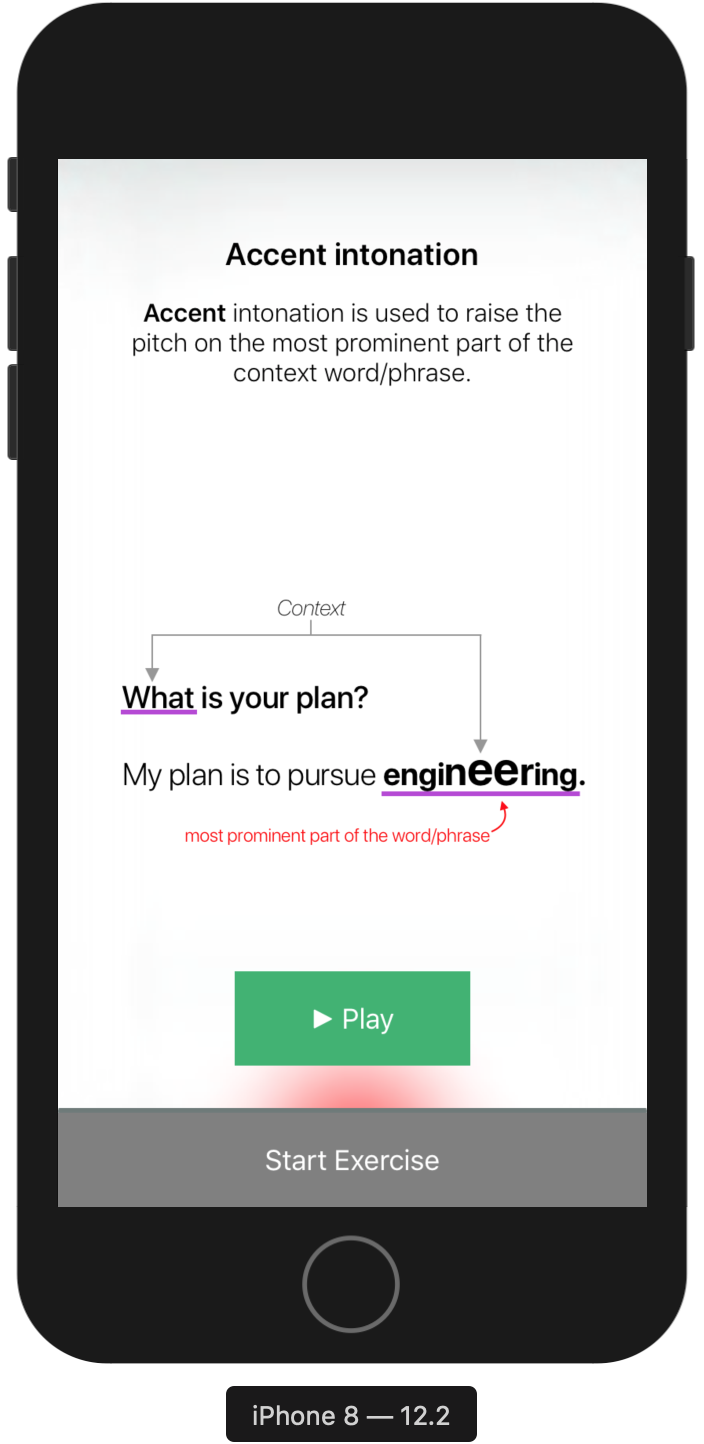 Accent intonation
Accent intonation is used to raise the
pitch on the most prominent part of the
context word/phrase.
Context
What is your plan?
My plan is to pursue engineering.
most prominent part of the word/phrase
Play
Start Exercise
iPhone 8 — 12.2